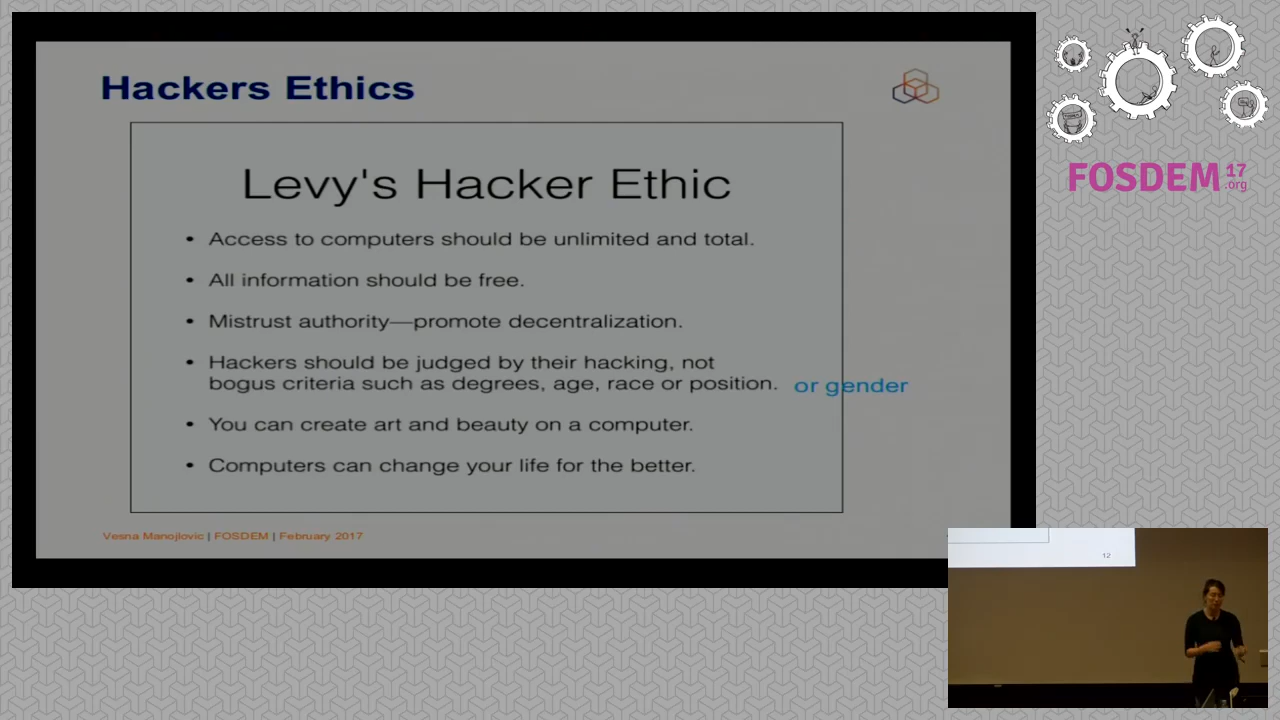 Hackers Ethics
Levy's Hacker Ethic
• Access to computers should be unlimited and total.
• All information should be free.
• Mistrust authority—promote decentralization.
• Hackers should be judged by their hacking, not
bogus criteria such as degrees, age, race or position. or gender
• You can create art and beauty on a computer.
• Computers can change your life for the better.
Vesna Manojlovic | FOSDEM | February 2017
FOSDEM 17
.org
12